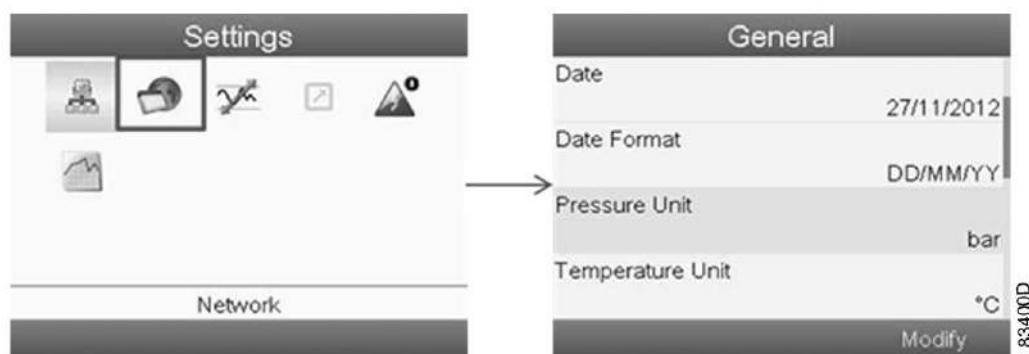 Settings
Network
General
Date
27/11/2012
Date Format
DD/MM/YY
Pressure Unit
bar
Temperature Unit
°C
Modify
83400D